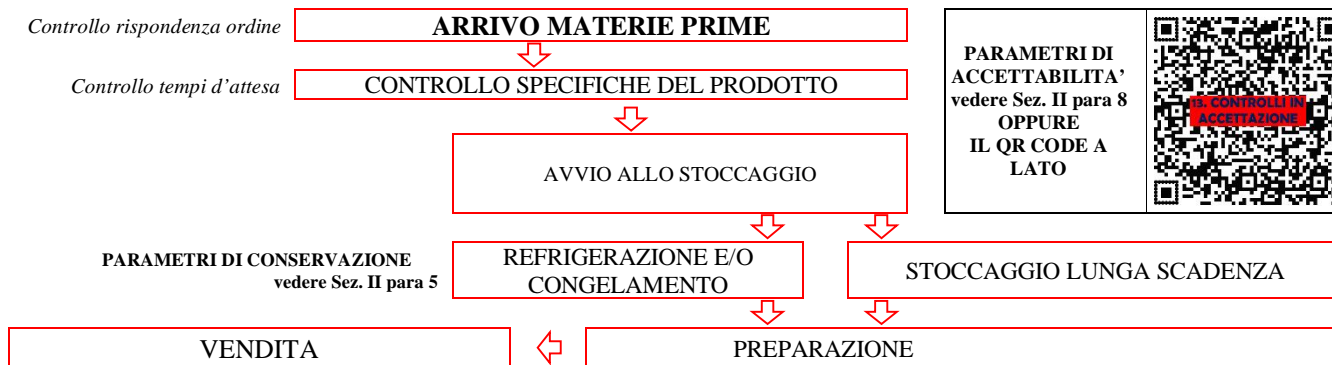 Controllo rispondenza ordine
ARRIVO MATERIE PRIME
Controllo tempi d'attesa
CONTROLLO SPECIFICHE DEL PRODOTTO
PARAMETRI DI
ACCETTABILITA'
vedere Sez. II para 8
OPPURE
IL QR CODE A
LATO
13. CONTROLLI IN
ACCETTAZIONE
AVVIO ALLO STOCCAGGIO
PARAMETRI DI CONSERVAZIONE
vedere Sez. II para 5
REFRIGERAZIONE E/O
CONGELAMENTO
STOCCAGGIO LUNGA SCADENZA
VENDITA
PREPARAZIONE